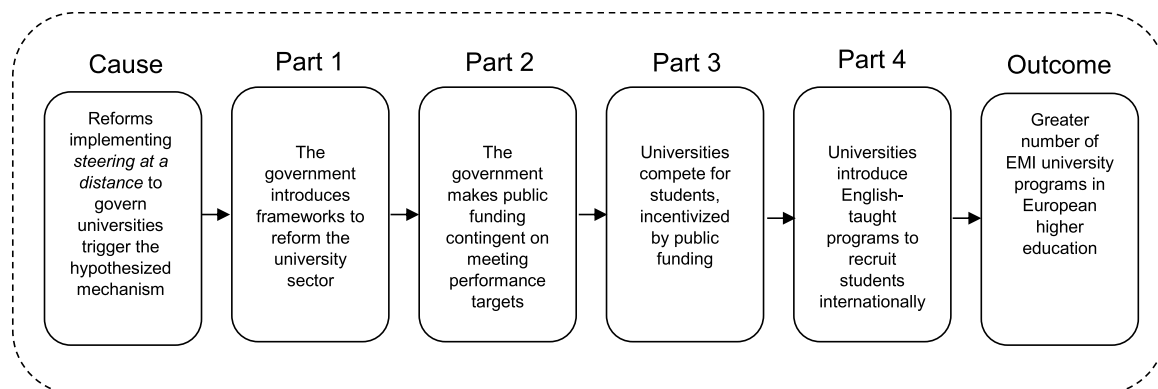 Cause
Reforms
implementing
steering at a
distance to
govern
universities
trigger the
hypothesized
mechanism
Part 1
The
government
introduces
frameworks to
reform the
university
sector
Part 2
The
government
makes public
funding
contingent on
meeting
performance
targets
Part 3
Universities
compete for
students,
incentivized
by public
funding
Part 4
Universities
introduce
English-
taught
programs to
recruit
students
internationally
Outcome
Greater
number of
EMI university
programs in
European
higher
education